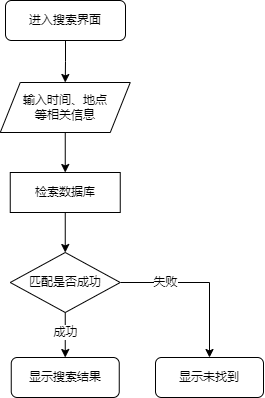 进入搜索界面
输入时间、地点
等相关信息
检索数据库
匹配是否成功
失败
成功
显示搜索结果
显示未找到